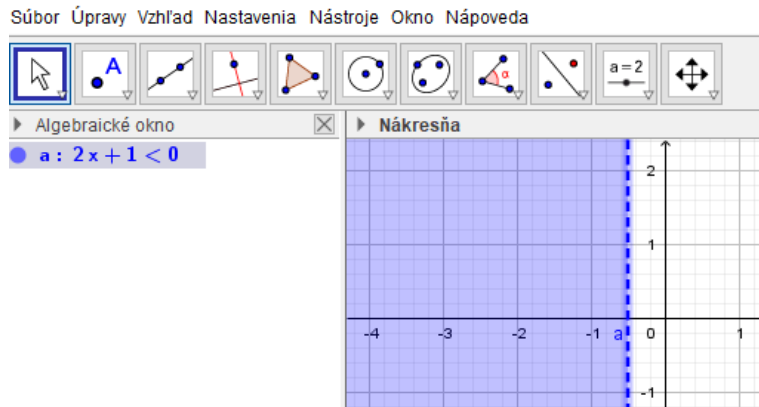 Súbor Úpravy Vzhľad Nastavenia Nástroje Okno Nápoveda
A
α
a = 2
Algebraické okno
Nákresňa
a : 2 x + 1 < 0
2
1
-4 -3 -2 -1 a 0 1
-1